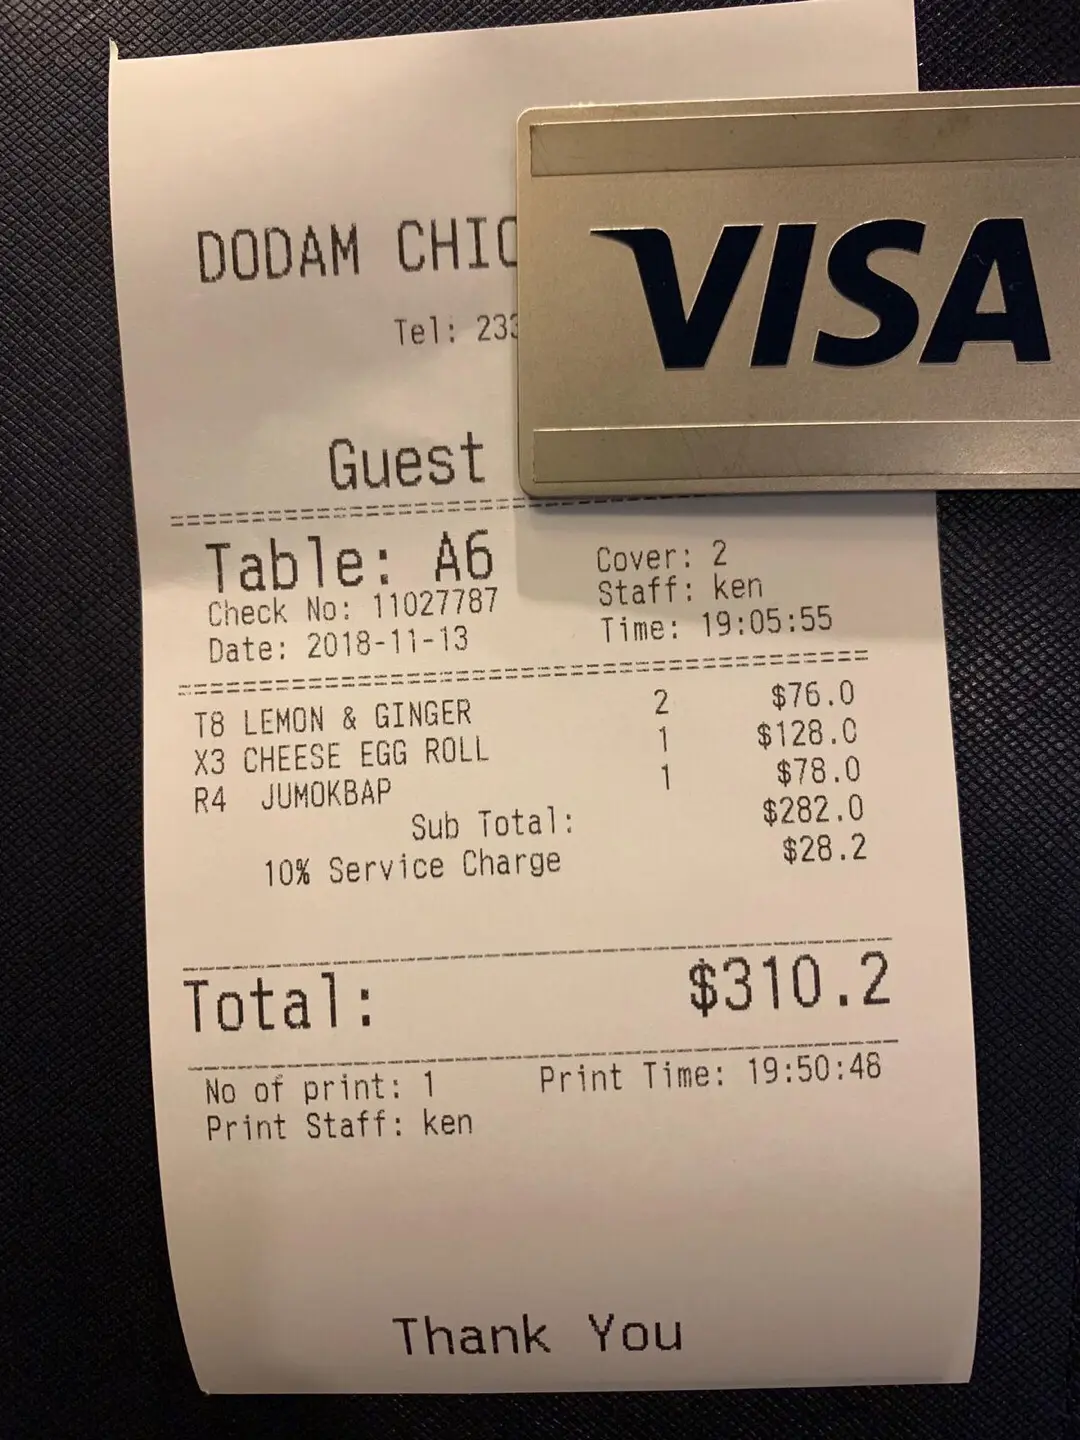 DODAM CHIC
Tel: 233
VISA
Guest
Table: A6 Cover: 2
Check No: 11027787 Staff: ken
Date: 2018-11-13 Time: 19:05:55
T8 LEMON & GINGER 2 $76.0
X3 CHEESE EGG ROLL 1 $128.0
R4 JUMOKBAP 1 $78.0
Sub Total: $282.0
10% Service Charge $28.2
Total: $310.2
No of print: 1 Print Time: 19:50:48
Print Staff: ken
Thank You